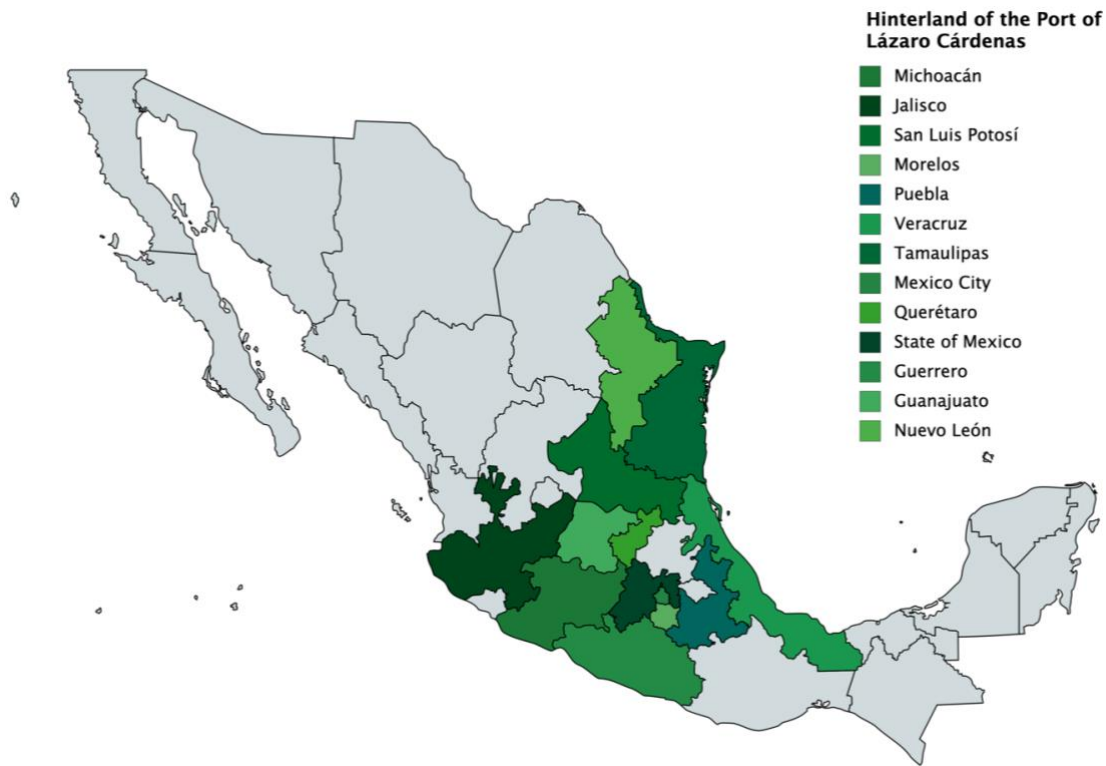 Hinterland of the Port of
Lázaro Cárdenas
Michoacán
Jalisco
San Luis Potosí
Morelos
Puebla
Veracruz
Tamaulipas
Mexico City
Querétaro
State of Mexico
Guerrero
Guanajuato
Nuevo León